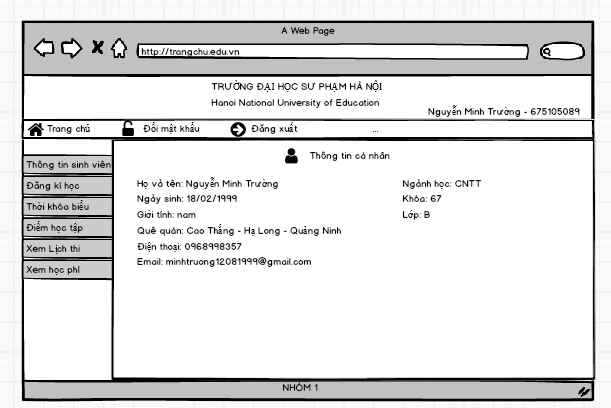 A Web Page
http://trangchu.edu.vn
TRƯỜNG ĐẠI HỌC SƯ PHẠM HÀ NỘI
Hanoi National University of Education
Nguyễn Minh Trường - 675105089
Trang chủ Đổi mật khẩu Đăng xuất ...
Thông tin cá nhân
Thông tin sinh viên
Đăng kí học
Thời khóa biểu
Điểm học tập
Xem Lịch thi
Xem học phí
Họ và tên: Nguyễn Minh Trường
Ngày sinh: 18/02/1999
Giới tính: nam
Quê quán: Cao Thắng - Hạ Long - Quảng Ninh
Điện thoại: 0968998357
Email: minhtruong12081999@gmail.com
Ngành học: CNTT
Khóa: 67
Lớp: B
NHÓM 1